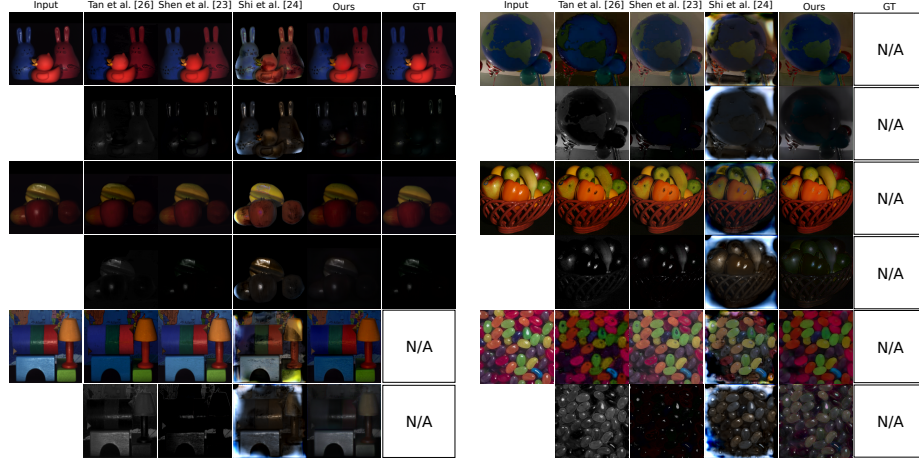 Input Tan et al. [26] Shen et al. [23] Shi et al. [24] Ours GT
Input Tan et al. [26] Shen et al. [23] Shi et al. [24] Ours GT
N/A
N/A
N/A
N/A
N/A
N/A
N/A
N/A